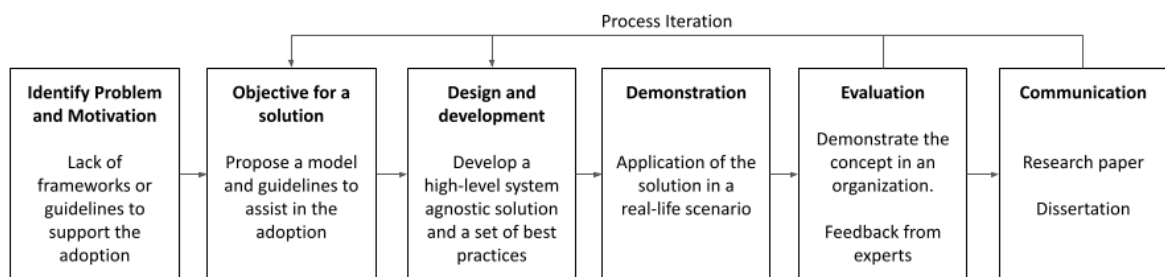 Process Iteration
Identify Problem
and Motivation
Lack of
frameworks or
guidelines to
support the
adoption
Objective for a
solution
Propose a model
and guidelines to
assist in the
adoption
Design and
development
Develop a
high-level system
agnostic solution
and a set of best
practices
Demonstration
Application of the
solution in a
real-life scenario
Evaluation
Demonstrate the
concept in an
organization.
Feedback from
experts
Communication
Research paper
Dissertation